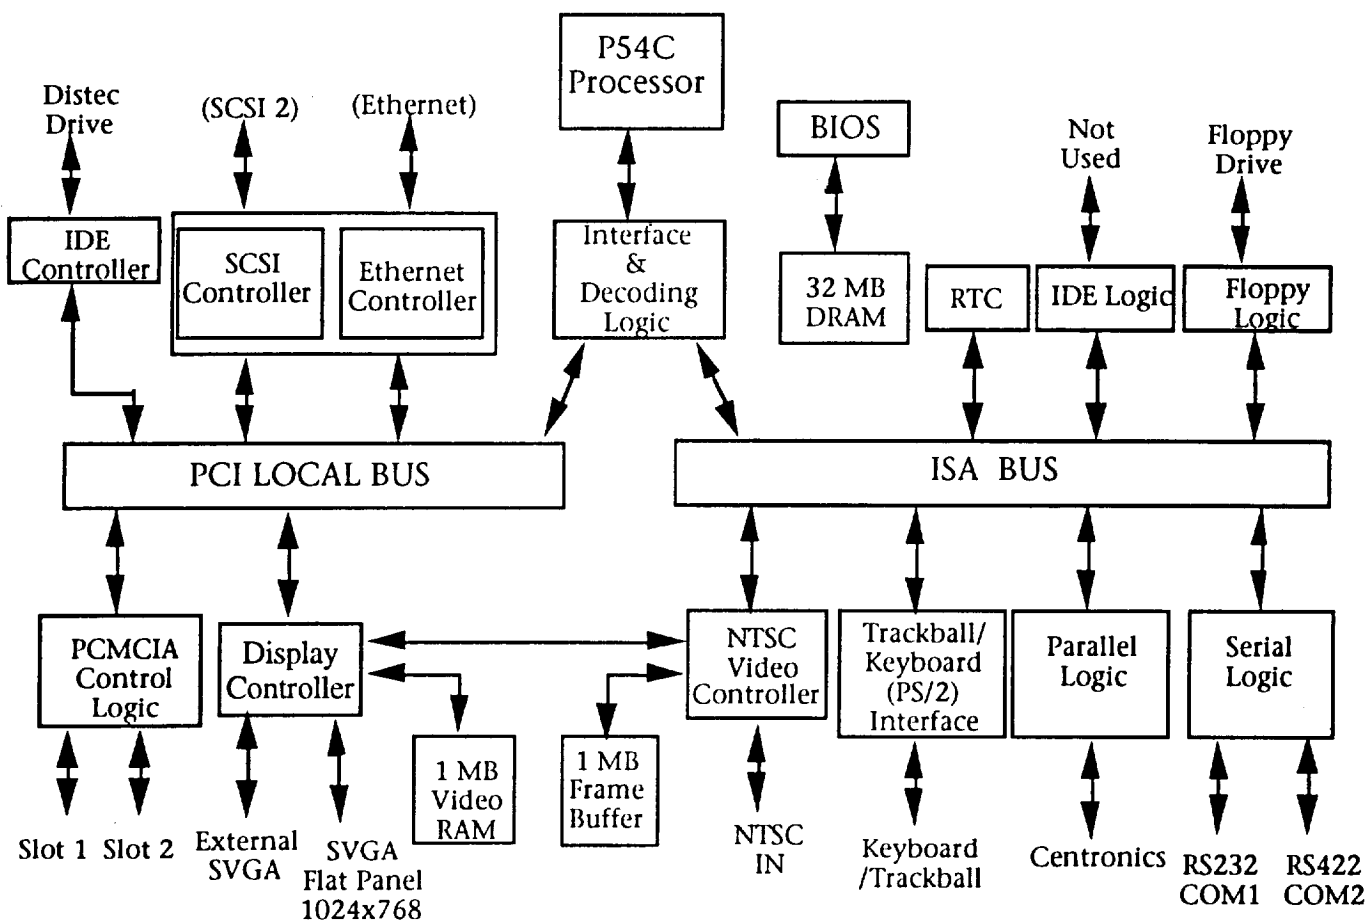 P54C
Processor
Distec
Drive
(SCSI 2)
(Ethernet)
BIOS
Not
Used
Floppy
Drive
IDE
Controller
SCSI
Controller
Ethernet
Controller
Interface
&
Decoding
Logic
32 MB
DRAM
RTC
IDE Logic
Floppy
Logic
PCI LOCAL BUS
ISA BUS
PCMCIA
Control
Logic
Display
Controller
NTSC
Video
Controller
Trackball/
Keyboard
(PS/2)
Interface
Parallel
Logic
Serial
Logic
1 MB
Video
RAM
1 MB
Frame
Buffer
Slot 1
Slot 2
External
SVGA
SVGA
Flat Panel
1024x768
NTSC
IN
Keyboard
/Trackball
Centronics
RS232
COM1
RS422
COM2